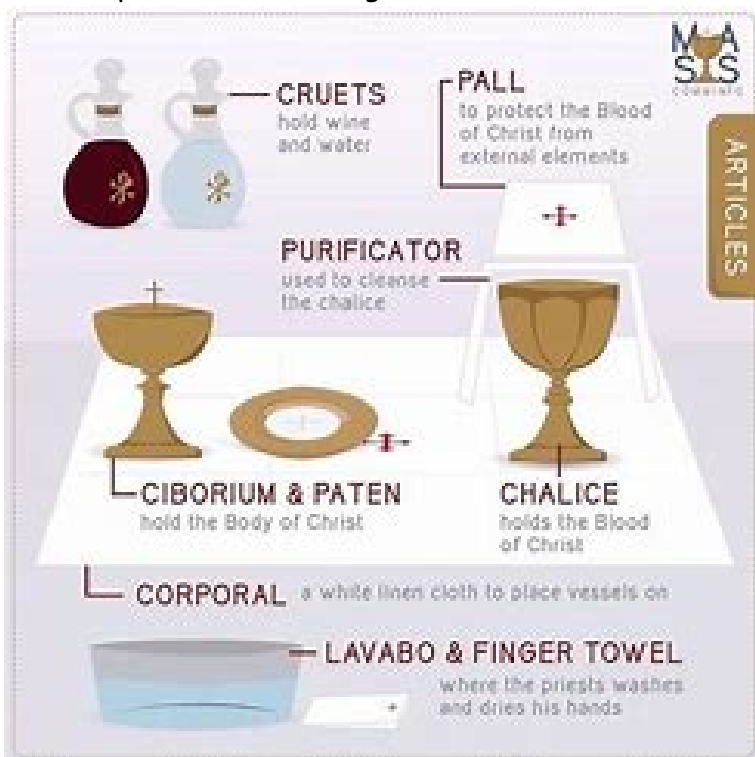 M A
S S
CRUETS
hold wine
and water
PALL
to protect the Blood
of Christ from
external elements
ARTICLES
PURIFICATOR
used to cleanse
the chalice
CIBORIUM & PATEN
hold the Body of Christ
CHALICE
holds the Blood
of Christ
CORPORAL a white linen cloth to place vessels on
LAVABO & FINGER TOWEL
where the priests washes
and dries his hands